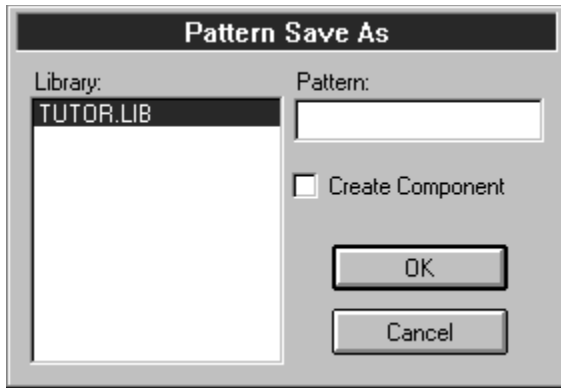 Pattern Save As
Library:
TUTOR.LIB
Pattern:
Create Component
OK
Cancel